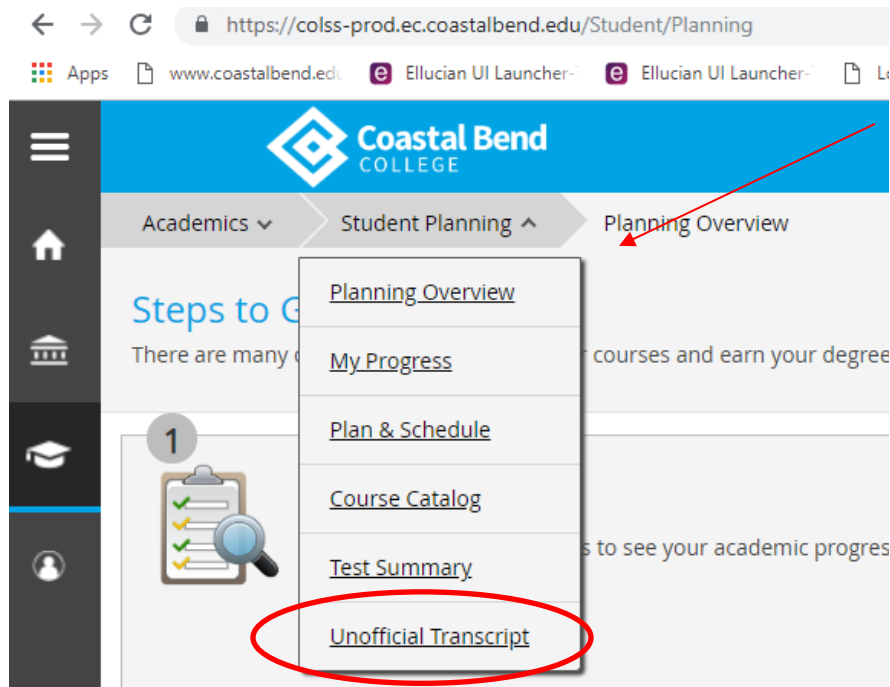 https://colss-prod.ec.coastalbend.edu/Student/Planning
Apps www.coastalbend.edu Ellucian UI Launcher- Ellucian UI Launcher-
Coastal Bend
COLLEGE
Academics Student Planning Planning Overview
Steps to G
There are many courses and earn your degree
Planning Overview
My Progress
Plan & Schedule
1
Course Catalog
s to see your academic progres
Test Summary
Unofficial Transcript